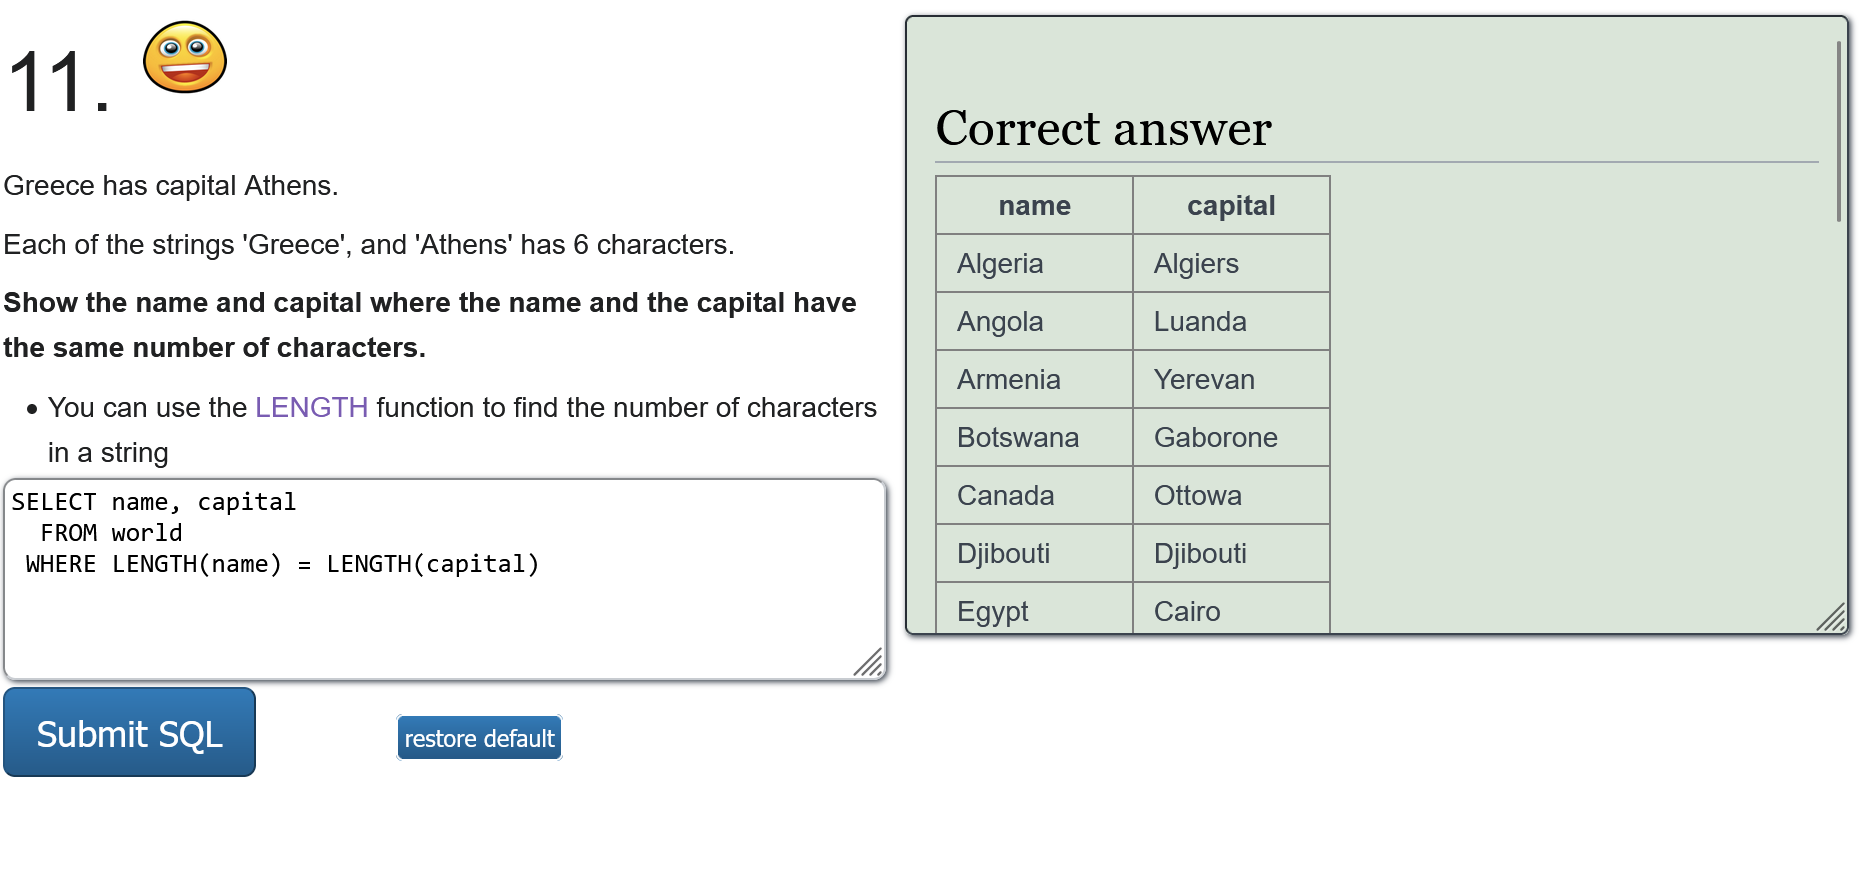 11.
Greece has capital Athens.
Each of the strings 'Greece', and 'Athens' has 6 characters.
Show the name and capital where the name and the capital have
the same number of characters.
• You can use the LENGTH function to find the number of characters
in a string
SELECT name, capital
FROM world
WHERE LENGTH(name) = LENGTH(capital)
Submit SQL
restore default
Correct answer
name capital
Algeria Algiers
Angola Luanda
Armenia Yerevan
Botswana Gaborone
Canada Ottowa
Djibouti Djibouti
Egypt Cairo